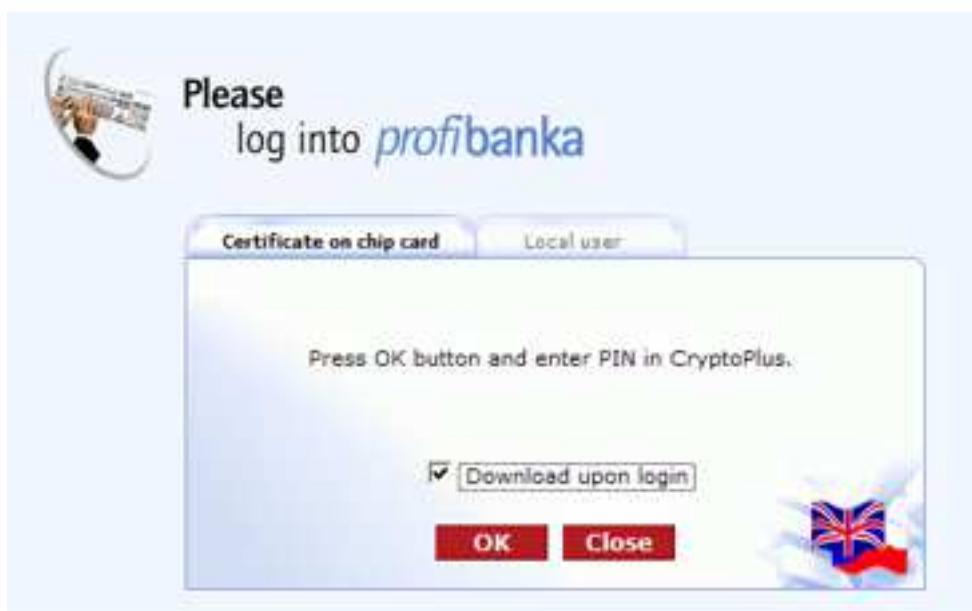 Please
log into profibanka
Certificate on chip card
Local user
Press OK button and enter PIN in CryptoPlus.
Download upon login
OK
Close